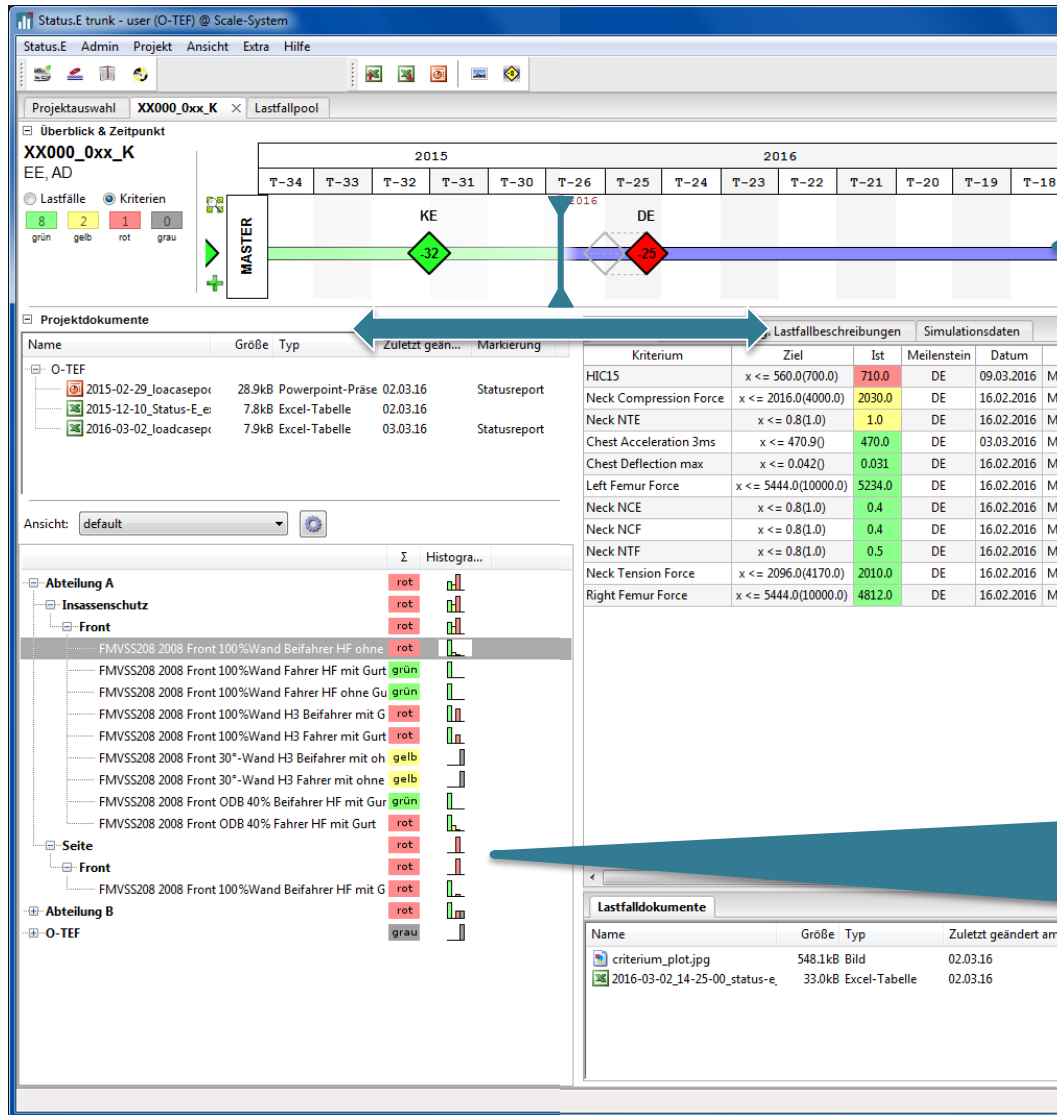 Status.E trunk - user (O-TEF) @ Scale-System
Status.E Admin Projekt Ansicht Extra Hilfe
Projektauswahl XX000_0xx_K Lastfallpool
Überblick & Zeitpunkt
XX000_0xx_K
EE, AD
Lastfälle Kriterien
8 2 1 0
grün gelb rot grau
MASTER
2015 2016
T-34 T-33 T-32 T-31 T-30 T-26 T-25 T-24 T-23 T-22 T-21 T-20 T-19 T-18
2016
KE DE
-32 -25
Projektdokumente
Name Größe Typ Zuletzt geän... Markierung
O-TEF
2015-02-29_loacasepoc 28.9kB Powerpoint-Präse 02.03.16 Statusreport
2015-12-10_Status-E_e 7.8kB Excel-Tabelle 02.03.16
2016-03-02_loadcasepo 7.9kB Excel-Tabelle 03.03.16 Statusreport
Ansicht: default
Σ Histogra...
Abteilung A rot
Insassenschutz rot
Front rot
FMVSS208 2008 Front 100%Wand Beifahrer HF ohne rot
FMVSS208 2008 Front 100%Wand Fahrer HF mit Gurt grün
FMVSS208 2008 Front 100%Wand Fahrer HF ohne Gu grün
FMVSS208 2008 Front 100%Wand H3 Beifahrer mit G rot
FMVSS208 2008 Front 100%Wand H3 Fahrer mit Gurt rot
FMVSS208 2008 Front 30°-Wand H3 Beifahrer mit oh gelb
FMVSS208 2008 Front 30°-Wand H3 Fahrer mit ohne gelb
FMVSS208 2008 Front ODB 40% Beifahrer HF mit Gur grün
FMVSS208 2008 Front ODB 40% Fahrer HF mit Gurt rot
Seite rot
Front rot
FMVSS208 2008 Front 100%Wand Beifahrer HF mit G rot
Abteilung B rot
O-TEF grau
Lastfallbeschreibungen Simulationsdaten
Kriterium Ziel Ist Meilenstein Datum
HIC15 x <= 560.0(700.0) 710.0 DE 09.03.2016 M
Neck Compression Force x <= 2016.0(4000.0) 2030.0 DE 16.02.2016 M
Neck NTE x <= 0.8(1.0) 1.0 DE 16.02.2016 M
Chest Acceleration 3ms x <= 470.9() 470.0 DE 03.03.2016 M
Chest Deflection max x <= 0.042() 0.031 DE 16.02.2016 M
Left Femur Force x <= 5444.0(10000.0) 5234.0 DE 16.02.2016 M
Neck NCE x <= 0.8(1.0) 0.4 DE 16.02.2016 M
Neck NCF x <= 0.8(1.0) 0.4 DE 16.02.2016 M
Neck NTF x <= 0.8(1.0) 0.5 DE 16.02.2016 M
Neck Tension Force x <= 2096.0(4170.0) 2010.0 DE 16.02.2016 M
Right Femur Force x <= 5444.0(10000.0) 4812.0 DE 16.02.2016 M
Lastfalldokumente
Name Größe Typ Zuletzt geändert am
criterium_plot.jpg 548.1kB Bild 02.03.16
2016-03-02_14-25-00_status-e_ 33.0kB Excel-Tabelle 02.03.16